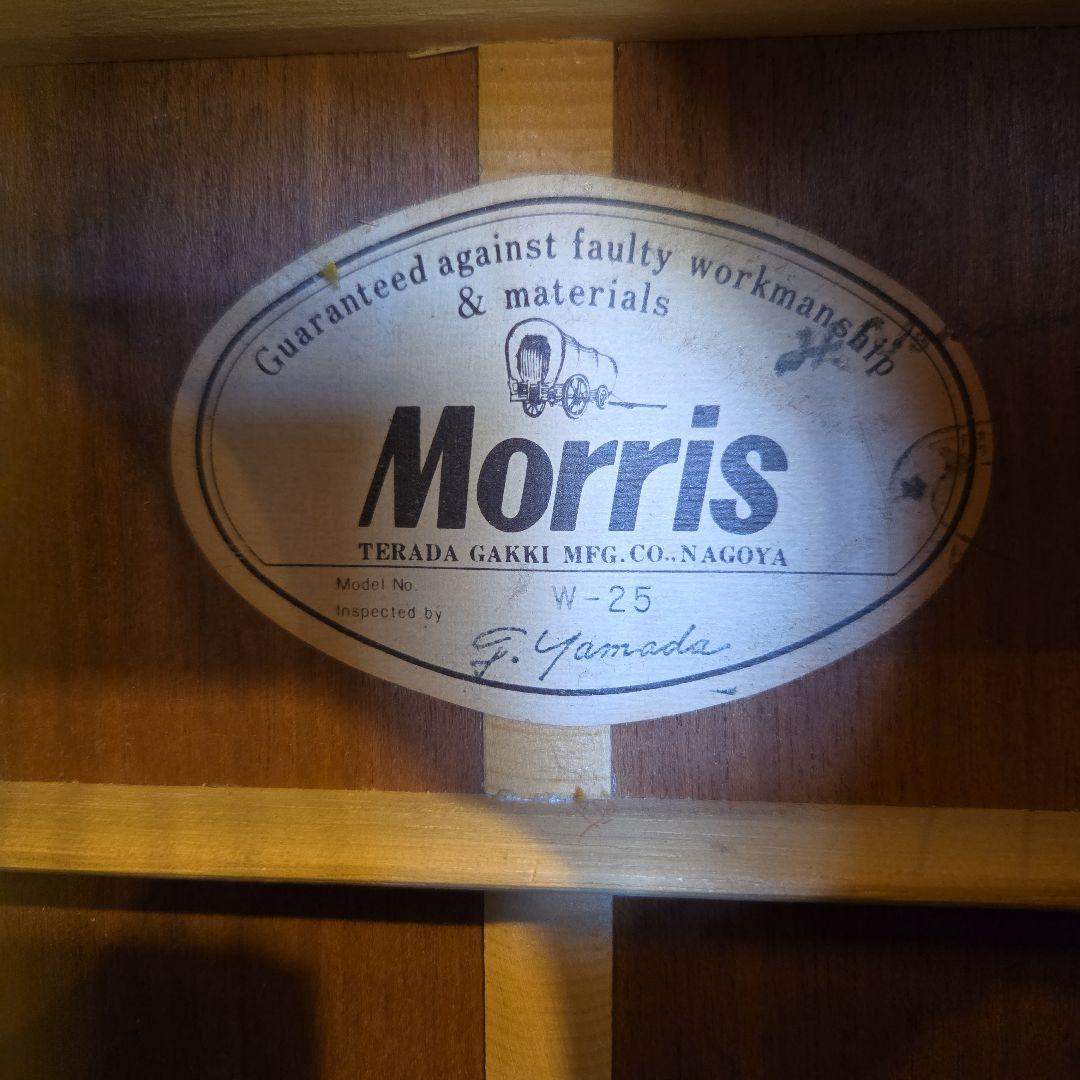 Guaranteed against faulty workmanship
& materials
Morris
TERADA GAKKI MFG.CO., NAGOYA
Model No. W-25
Inspected by G. Yamada